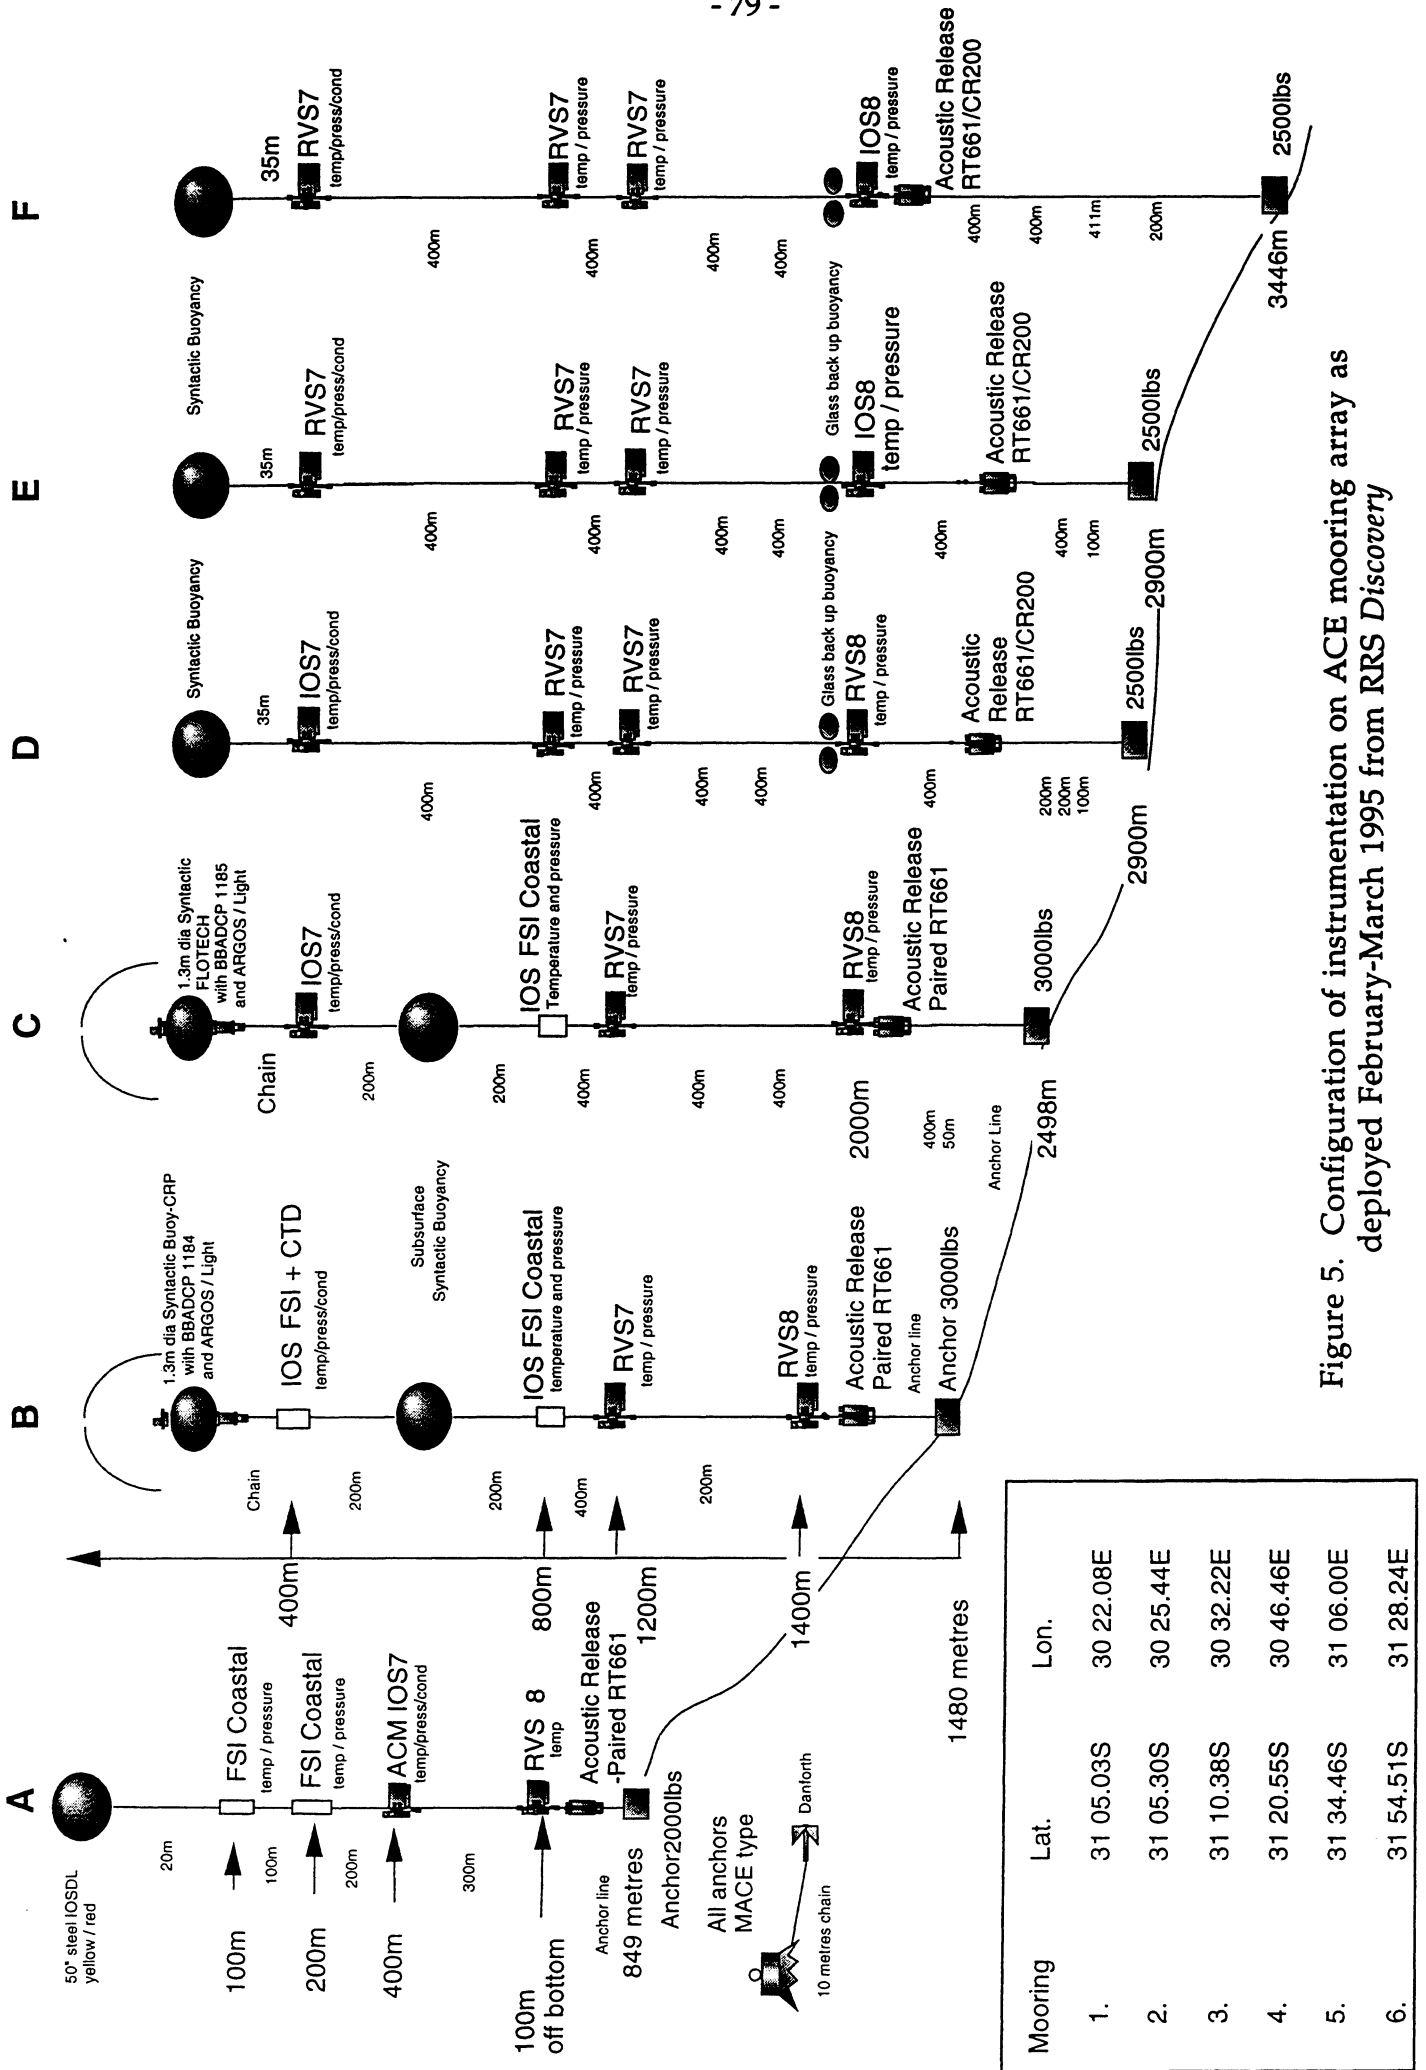 - 79 -
A
50" steel IOSDL
yellow / red
20m
100m
FSI Coastal
temp / pressure
100m
200m
FSI Coastal
temp / pressure
200m
400m
ACM IOS7
temp/press/cond
300m
100m
off bottom
RVS 8
temp
Acoustic Release
-Paired RT661
Anchor line
849 metres
Anchor2000lbs
All anchors
MACE type
Danforth
10 metres chain
400m
800m
1200m
1400m
1480 metres
B
1.3m dia Syntactic Buoy-CRP
with BBADCP 1184
and ARGOS / Light
Chain
IOS FSI + CTD
temp/press/cond
200m
Subsurface
Syntactic Buoyancy
200m
IOS FSI Coastal
temperature and pressure
400m
RVS7
temp / pressure
200m
RVS8
temp / pressure
Acoustic Release
Paired RT661
Anchor line
Anchor 3000lbs
C
1.3m dia Syntactic
FLOTECH
with BBADCP 1185
and ARGOS / Light
Chain
IOS7
temp/press/cond
200m
200m
IOS FSI Coastal
Temperature and pressure
400m
RVS7
temp / pressure
400m
400m
RVS8
temp / pressure
2000m
Acoustic Release
Paired RT661
400m
50m
Anchor Line
3000lbs
2498m
D
Syntactic Buoyancy
35m
IOS7
temp/press/cond
400m
RVS7
temp / pressure
400m
RVS7
temp / pressure
400m
400m
Glass back up buoyancy
RVS8
temp / pressure
400m
Acoustic
Release
RT661/CR200
200m
200m
100m
2500lbs
2900m
E
Syntactic Buoyancy
35m
RVS7
temp/press/cond
400m
RVS7
temp / pressure
400m
RVS7
temp / pressure
400m
400m
Glass back up buoyancy
IOS8
temp / pressure
400m
Acoustic Release
RT661/CR200
400m
100m
2500lbs
2900m
F
35m
RVS7
temp/press/cond
400m
RVS7
temp / pressure
400m
RVS7
temp / pressure
400m
400m
IOS8
temp / pressure
Acoustic Release
RT661/CR200
400m
400m
411m
200m
2500lbs
3446m
Mooring Lat. Lon.
1. 31 05.03S 30 22.08E
2. 31 05.30S 30 25.44E
3. 31 10.38S 30 32.22E
4. 31 20.55S 30 46.46E
5. 31 34.46S 31 06.00E
6. 31 54.51S 31 28.24E
Figure 5. Configuration of instrumentation on ACE mooring array as
deployed February-March 1995 from RRS Discovery